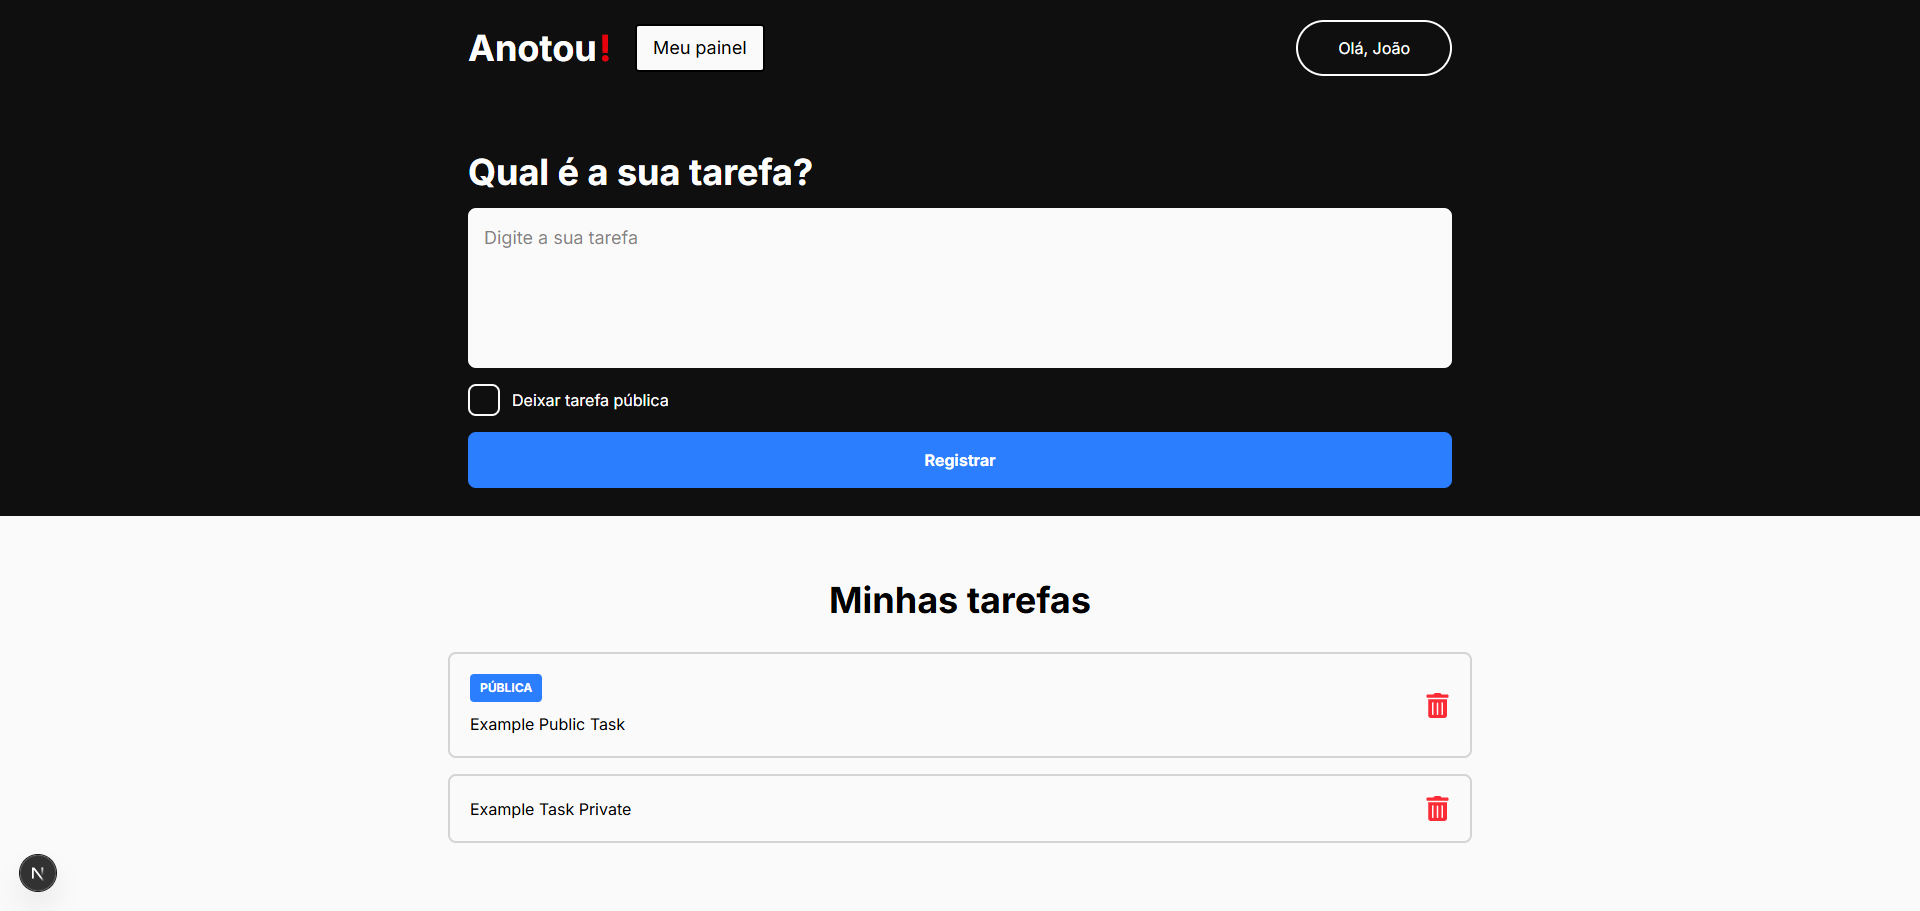 Anotou!
Meu painel
Olá, João
Qual é a sua tarefa?
Digite a sua tarefa
Deixar tarefa pública
Registrar
Minhas tarefas
PÚBLICA
Example Public Task
Example Task Private
N